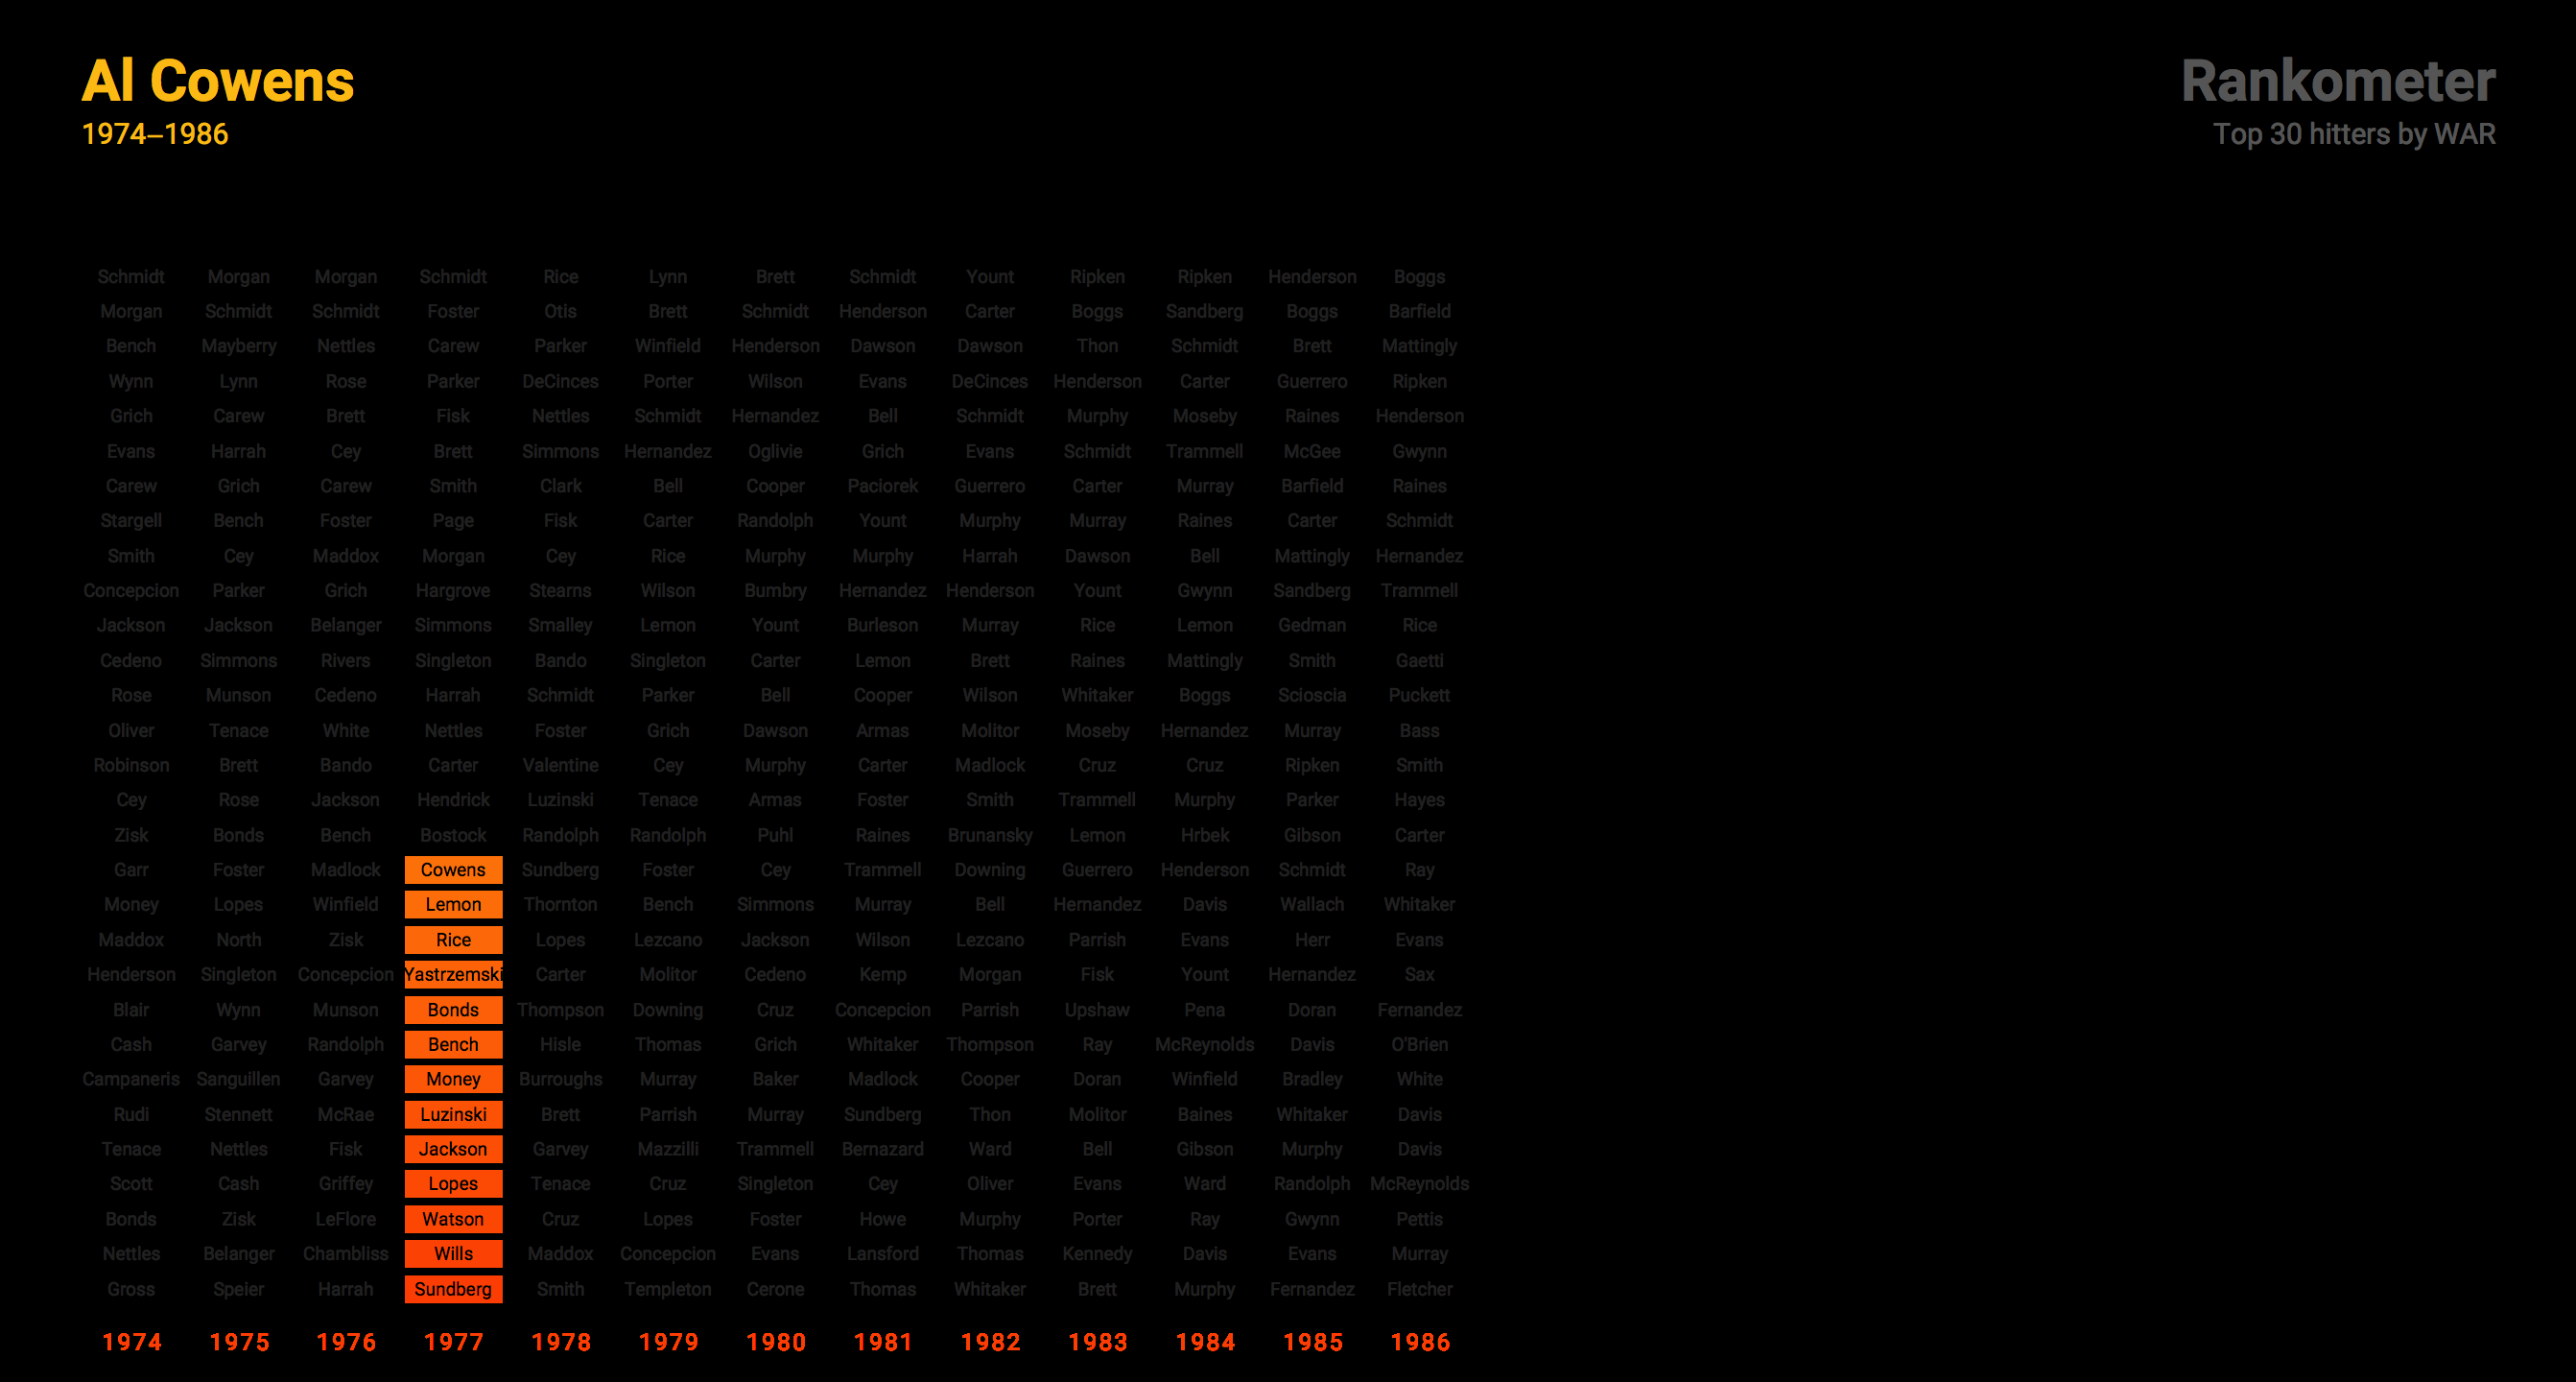 Al Cowens
1974–1986
Rankometer
Top 30 hitters by WAR
Schmidt Morgan Morgan Schmidt Rice Lynn Brett Schmidt Yount Ripken Ripken Henderson Boggs
Morgan Schmidt Schmidt Foster Otis Brett Schmidt Henderson Carter Boggs Sandberg Boggs Barfield
Bench Mayberry Nettles Carew Parker Winfield Henderson Dawson Dawson Thon Schmidt Brett Mattingly
Wynn Lynn Rose Parker DeCinces Porter Wilson Evans DeCinces Henderson Carter Guerrero Ripken
Grich Carew Brett Fisk Nettles Schmidt Hernandez Bell Schmidt Murphy Moseby Raines Henderson
Evans Harrah Cey Brett Simmons Hernandez Oglivie Grich Evans Schmidt Trammell McGee Gwynn
Carew Grich Carew Smith Clark Bell Cooper Paciorek Guerrero Carter Murray Barfield Raines
Stargell Bench Foster Page Fisk Carter Randolph Yount Murphy Murray Raines Carter Schmidt
Smith Cey Maddox Morgan Cey Rice Murphy Murphy Harrah Dawson Bell Mattingly Hernandez
Concepcion Parker Grich Hargrove Stearns Wilson Bumbry Hernandez Henderson Yount Gwynn Sandberg Trammell
Jackson Jackson Belanger Simmons Smalley Lemon Yount Burleson Murray Rice Lemon Gedman Rice
Cedeno Simmons Rivers Singleton Bando Singleton Carter Lemon Brett Raines Mattingly Smith Gaetti
Rose Munson Cedeno Harrah Schmidt Parker Bell Cooper Wilson Whitaker Boggs Scioscia Puckett
Oliver Tenace White Nettles Foster Grich Dawson Armas Molitor Moseby Hernandez Murray Bass
Robinson Brett Bando Carter Valentine Cey Murphy Carter Madlock Cruz Cruz Ripken Smith
Cey Rose Jackson Hendrick Luzinski Tenace Armas Foster Smith Trammell Murphy Parker Hayes
Zisk Bonds Bench Bostock Randolph Randolph Puhl Raines Brunansky Lemon Hrbek Gibson Carter
Garr Foster Madlock Cowens Sundberg Foster Cey Trammell Downing Guerrero Henderson Schmidt Ray
Money Lopes Winfield Lemon Thornton Bench Simmons Murray Bell Hernandez Davis Wallach Whitaker
Maddox North Zisk Rice Lopes Lezcano Jackson Wilson Lezcano Parrish Evans Herr Evans
Henderson Singleton Concepcion Yastrzemski Carter Molitor Cedeno Kemp Morgan Fisk Yount Hernandez Sax
Blair Wynn Munson Bonds Thompson Downing Cruz Concepcion Parrish Upshaw Pena Doran Fernandez
Cash Garvey Randolph Bench Hisle Thomas Grich Whitaker Thompson Ray McReynolds Davis O'Brien
Campaneris Sanguillen Garvey Money Burroughs Murray Baker Madlock Cooper Doran Winfield Bradley White
Rudi Stennett McRae Luzinski Brett Parrish Murray Sundberg Thon Molitor Baines Whitaker Davis
Tenace Nettles Fisk Jackson Garvey Mazzilli Trammell Bernazard Ward Bell Gibson Murphy Davis
Scott Cash Griffey Lopes Tenace Cruz Singleton Cey Oliver Evans Ward Randolph McReynolds
Bonds Zisk LeFlore Watson Cruz Lopes Foster Howe Murphy Porter Ray Gwynn Pettis
Nettles Belanger Chambliss Wills Maddox Concepcion Evans Lansford Thomas Kennedy Davis Evans Murray
Gross Speier Harrah Sundberg Smith Templeton Cerone Thomas Whitaker Brett Murphy Fernandez Fletcher
1974 1975 1976 1977 1978 1979 1980 1981 1982 1983 1984 1985 1986